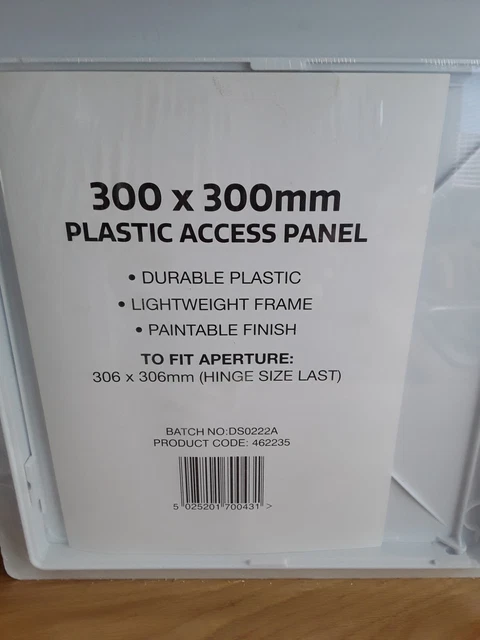 300 x 300mm
PLASTIC ACCESS PANEL
• DURABLE PLASTIC
• LIGHTWEIGHT FRAME
• PAINTABLE FINISH
TO FIT APERTURE:
306 x 306mm (HINGE SIZE LAST)
BATCH NO:DS0222A
PRODUCT CODE: 462235
5 025201 700431 >